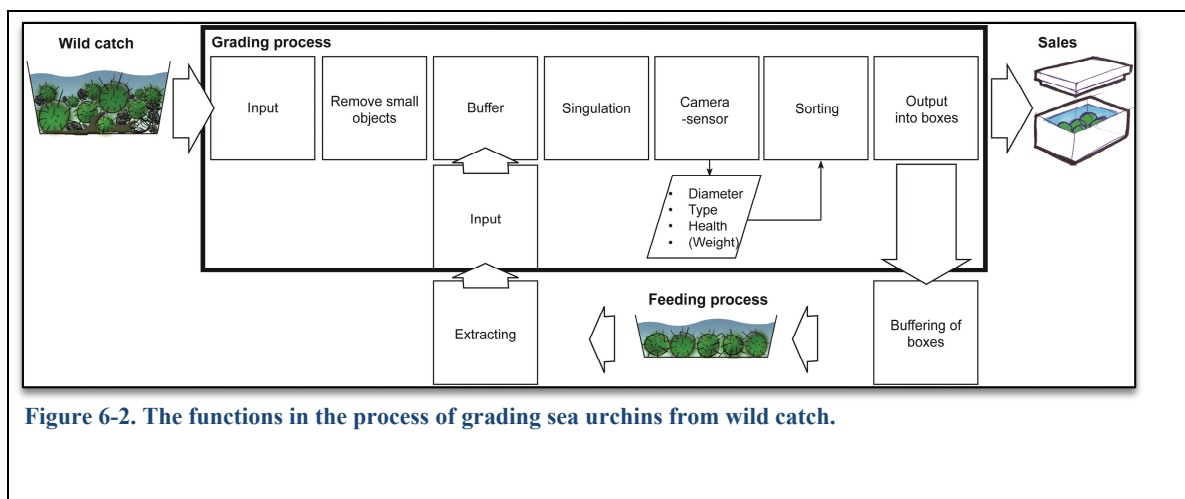 Wild catch
Grading process
Sales
Input
Remove small
objects
Buffer
Singulation
Camera
-sensor
Sorting
Output
into boxes
Input
• Diameter
• Type
• Health
• (Weight)
Extracting
Feeding process
Buffering of
boxes
Figure 6-2. The functions in the process of grading sea urchins from wild catch.